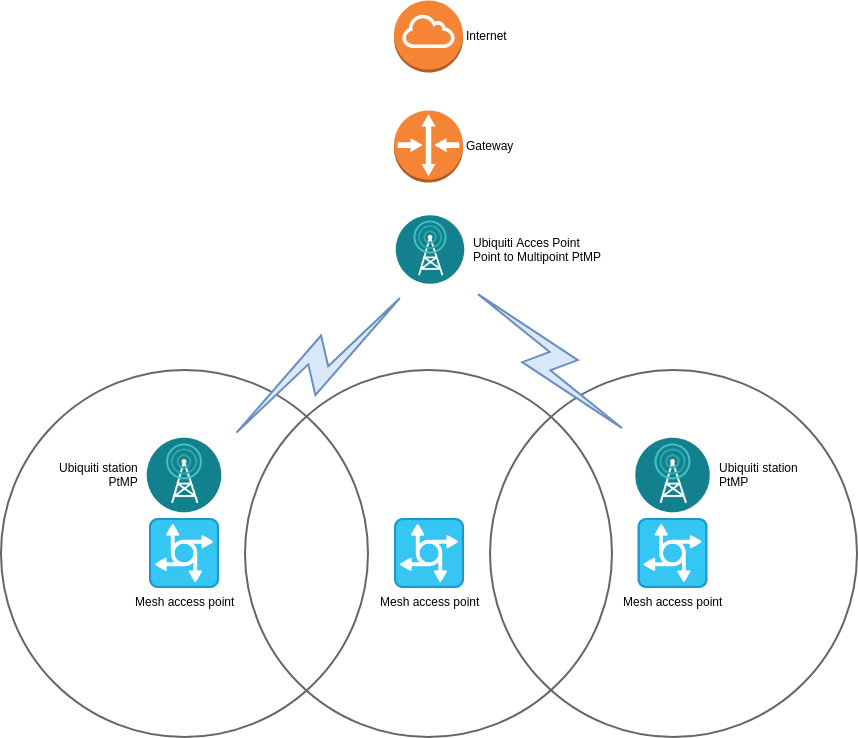 Internet
Gateway
Ubiquiti Acces Point
Point to Multipoint PtMP
Ubiquiti station
PtMP
Ubiquiti station
PtMP
Mesh access point
Mesh access point
Mesh access point